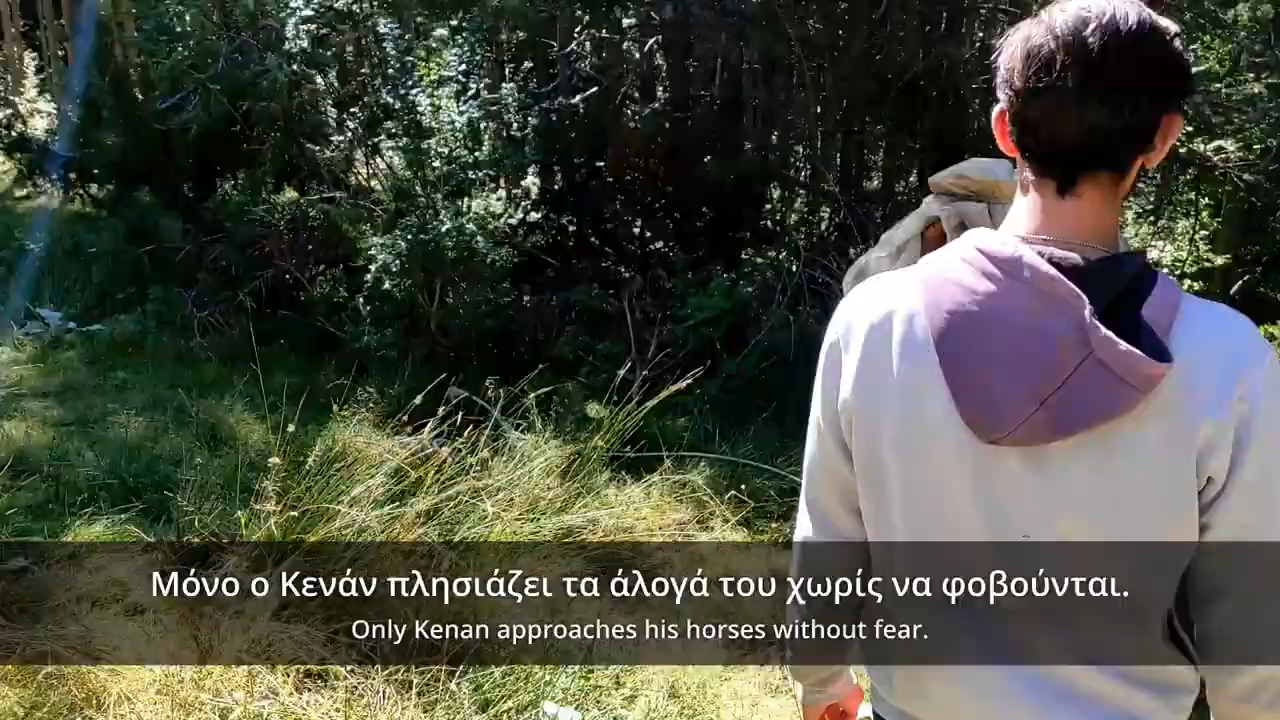 Μόνο ο Κενάν πλησιάζει τα άλογά του χωρίς να φοβούνται.
Only Kenan approaches his horses without fear.